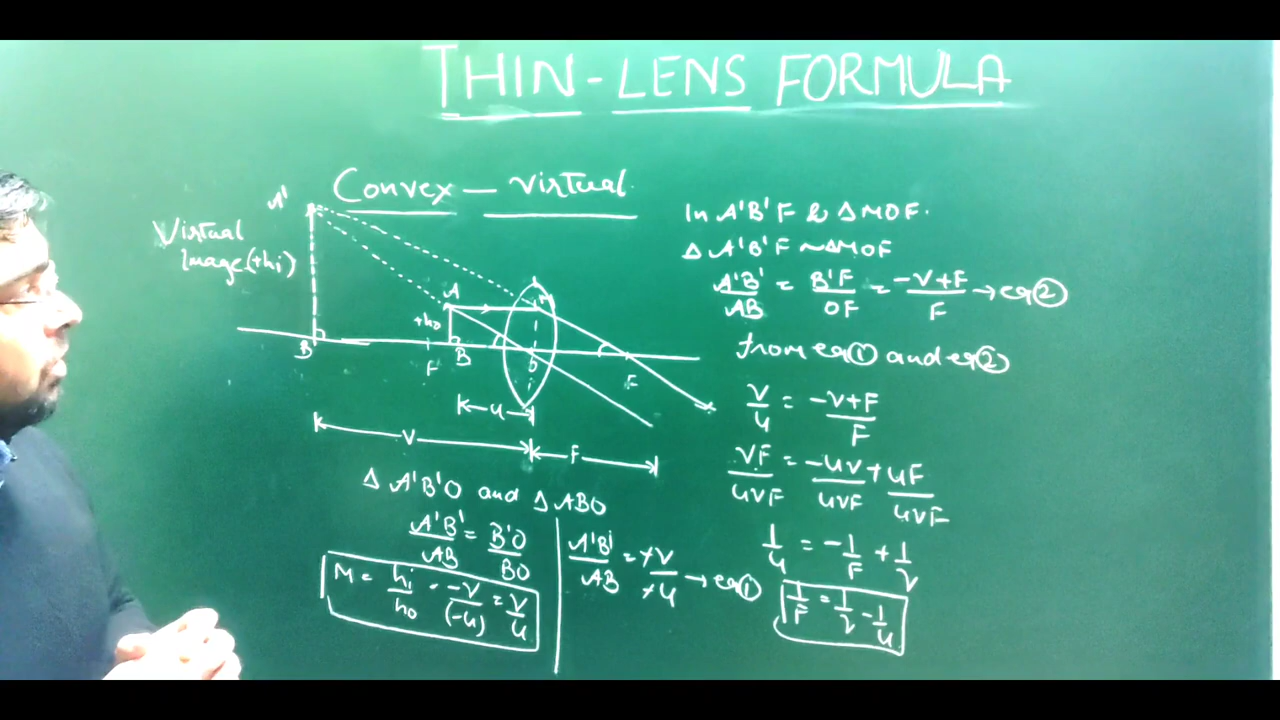 THIN-LENS FORMULA
Convex — virtual
A'
Virtual
Image(+hi)
A
+ho
B
F
B
O
F
u
V
F
Δ A'B'O and Δ ABO
A'B'/AB = B'O/BO
M = hi/ho = -v/(-u) = v/u
A'B'/AB = +v/+u → eq①
In A'B'F & Δ MOF.
Δ A'B'F ~ ΔMOF
A'B'/AB = B'F/OF = -v+F/F → eq②
from eq① and eq②
v/u = -v+F/F
vF/uvF = -uv/uvF + uF/uvF
1/u = -1/F + 1/v
1/F = 1/v - 1/u